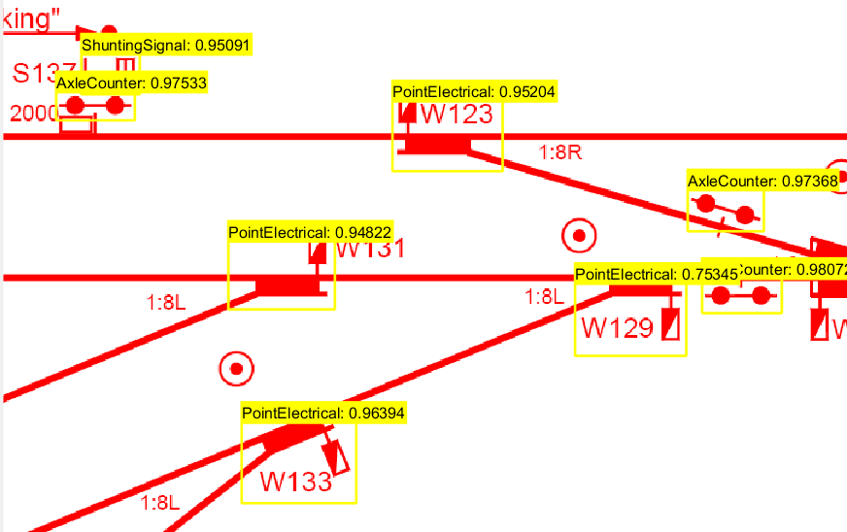 king"
ShuntingSignal: 0.95091
S137
AxleCounter: 0.97533
2000
PointElectrical: 0.95204
W123
1:8R
AxleCounter: 0.97368
PointElectrical: 0.94822
W131
1:8L
PointElectrical: 0.75345
ounter: 0.98072
1:8L
W129
W
PointElectrical: 0.96394
W133
1:8L